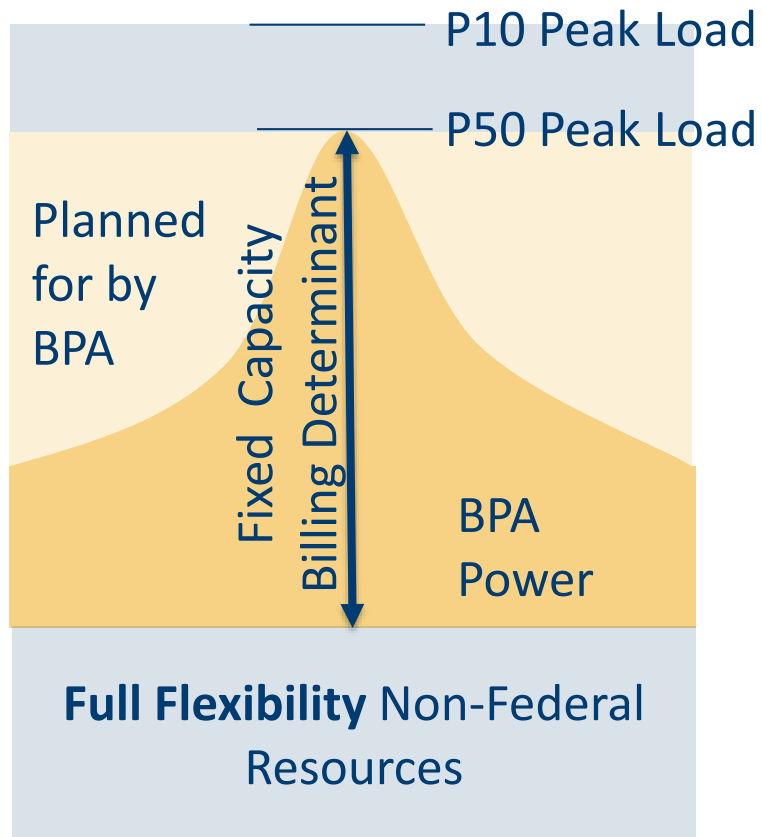 P10 Peak Load
P50 Peak Load
Planned
for by
BPA
Fixed Capacity
Billing Determinant
BPA
Power
Full Flexibility Non-Federal
Resources